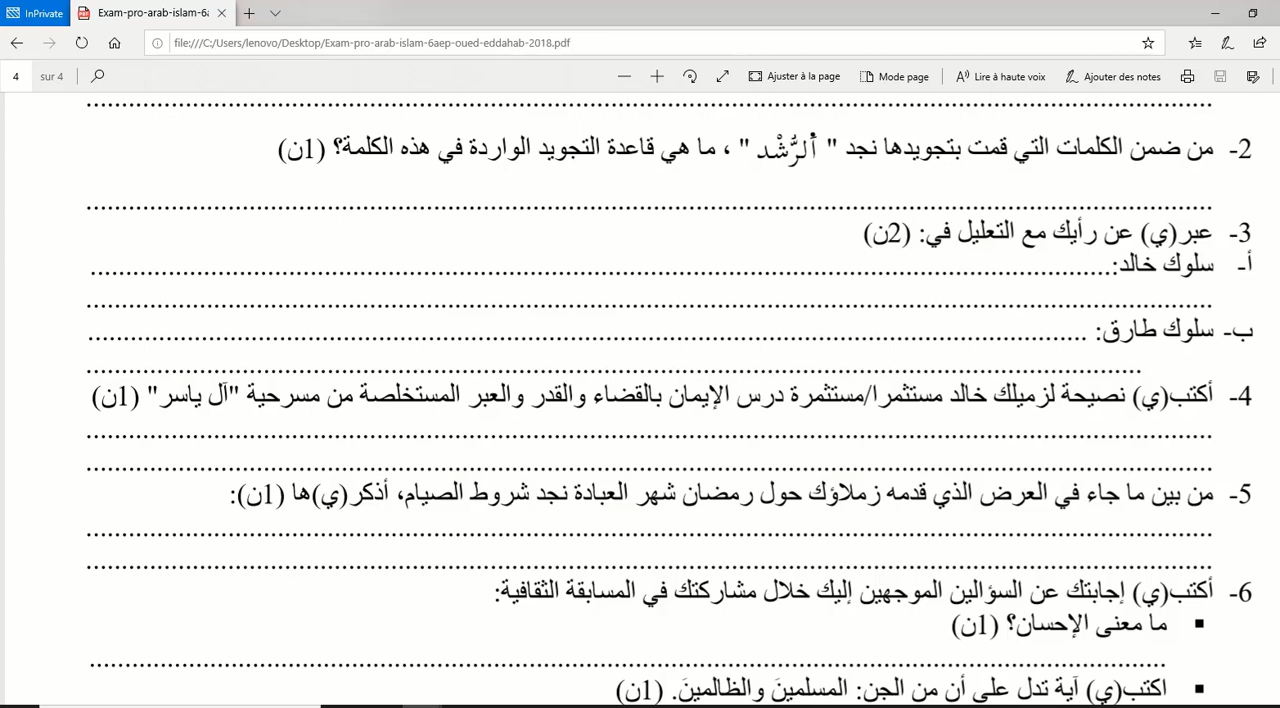 InPrivate
Exam-pro-arab-islam-6a
file:///C:/Users/lenovo/Desktop/Exam-pro-arab-islam-6aep-oued-eddahab-2018.pdf
4 sur 4 Ajuster à la page Mode page Lire à haute voix Ajouter des notes
2- من ضمن الكلمات التي قمت بتجويدها نجد " اُ۬لرُّشْد "، ما هي قاعدة التجويد الواردة في هذه الكلمة؟ (1ن)
3- عبر(ي) عن رأيك مع التعليل في: (2ن)
أ- سلوك خالد:
ب- سلوك طارق:
4- أكتب(ي) نصيحة لزميلك خالد مستثمرا/مستثمرة درس الإيمان بالقضاء والقدر والعبر المستخلصة من مسرحية "آل ياسر" (1ن)
5- من بين ما جاء في العرض الذي قدمه زملاؤك حول رمضان شهر العبادة نجد شروط الصيام، أذكر(ي)ها (1ن):
6- أكتب(ي) إجابتك عن السؤالين الموجهين إليك خلال مشاركتك في المسابقة الثقافية:
▪ ما معنى الإحسان؟ (1ن)
▪ اكتب(ي) آية تدل على أن من الجن: المسلمينَ والظالمينَ. (1ن)